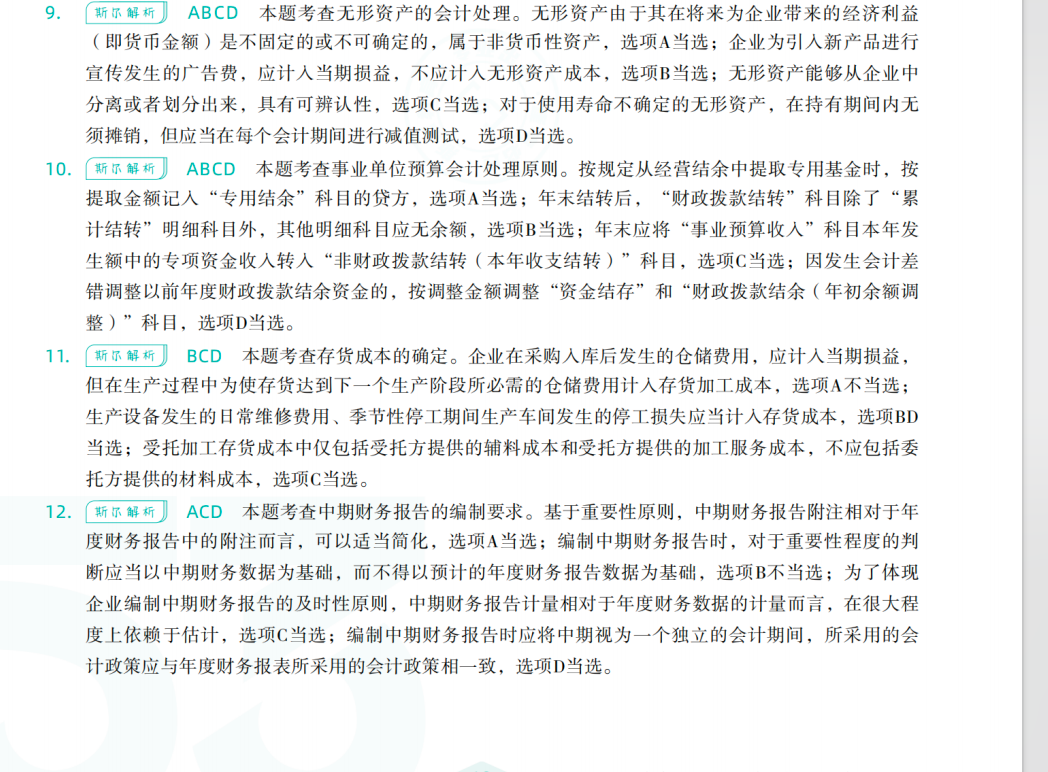 9. 斯尔解析 ABCD 本题考查无形资产的会计处理。无形资产由于其在将来为企业带来的经济利益
（即货币金额）是不固定的或不可确定的，属于非货币性资产，选项A当选；企业为引入新产品进行
宣传发生的广告费，应计入当期损益，不应计入无形资产成本，选项B当选；无形资产能够从企业中
分离或者划分出来，具有可辨认性，选项C当选；对于使用寿命不确定的无形资产，在持有期间内无
须摊销，但应当在每个会计期间进行减值测试，选项D当选。
10. 斯尔解析 ABCD 本题考查事业单位预算会计处理原则。按规定从经营结余中提取专用基金时，按
提取金额记入“专用结余”科目的贷方，选项A当选；年末结转后，“财政拨款结转”科目除了“累
计结转”明细科目外，其他明细科目应无余额，选项B当选；年末应将“事业预算收入”科目本年发
生额中的专项资金收入转入“非财政拨款结转（本年收支结转）”科目，选项C当选；因发生会计差
错调整以前年度财政拨款结余资金的，按调整金额调整“资金结存”和“财政拨款结余（年初余额调
整）”科目，选项D当选。
11. 斯尔解析 BCD 本题考查存货成本的确定。企业在采购入库后发生的仓储费用，应计入当期损益，
但在生产过程中为使存货达到下一个生产阶段所必需的仓储费用计入存货加工成本，选项A不当选；
生产设备发生的日常维修费用、季节性停工期间生产车间发生的停工损失应当计入存货成本，选项BD
当选；受托加工存货成本中仅包括受托方提供的辅料成本和受托方提供的加工服务成本，不应包括委
托方提供的材料成本，选项C当选。
12. 斯尔解析 ACD 本题考查中期财务报告的编制要求。基于重要性原则，中期财务报告附注相对于年
度财务报告中的附注而言，可以适当简化，选项A当选；编制中期财务报告时，对于重要性程度的判
断应当以中期财务数据为基础，而不得以预计的年度财务报告数据为基础，选项B不当选；为了体现
企业编制中期财务报告的及时性原则，中期财务报告计量相对于年度财务数据的计量而言，在很大程
度上依赖于估计，选项C当选；编制中期财务报告时应将中期视为一个独立的会计期间，所采用的会
计政策应与年度财务报表所采用的会计政策相一致，选项D当选。